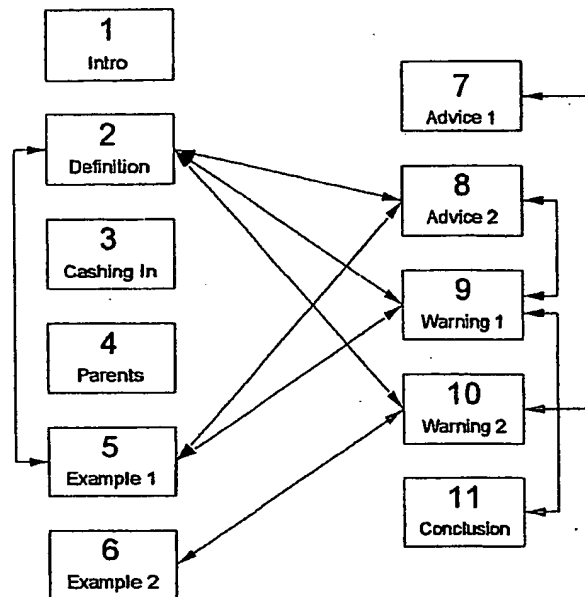 1
Intro
2
Definition
3
Cashing In
4
Parents
5
Example 1
6
Example 2
7
Advice 1
8
Advice 2
9
Warning 1
10
Warning 2
11
Conclusion